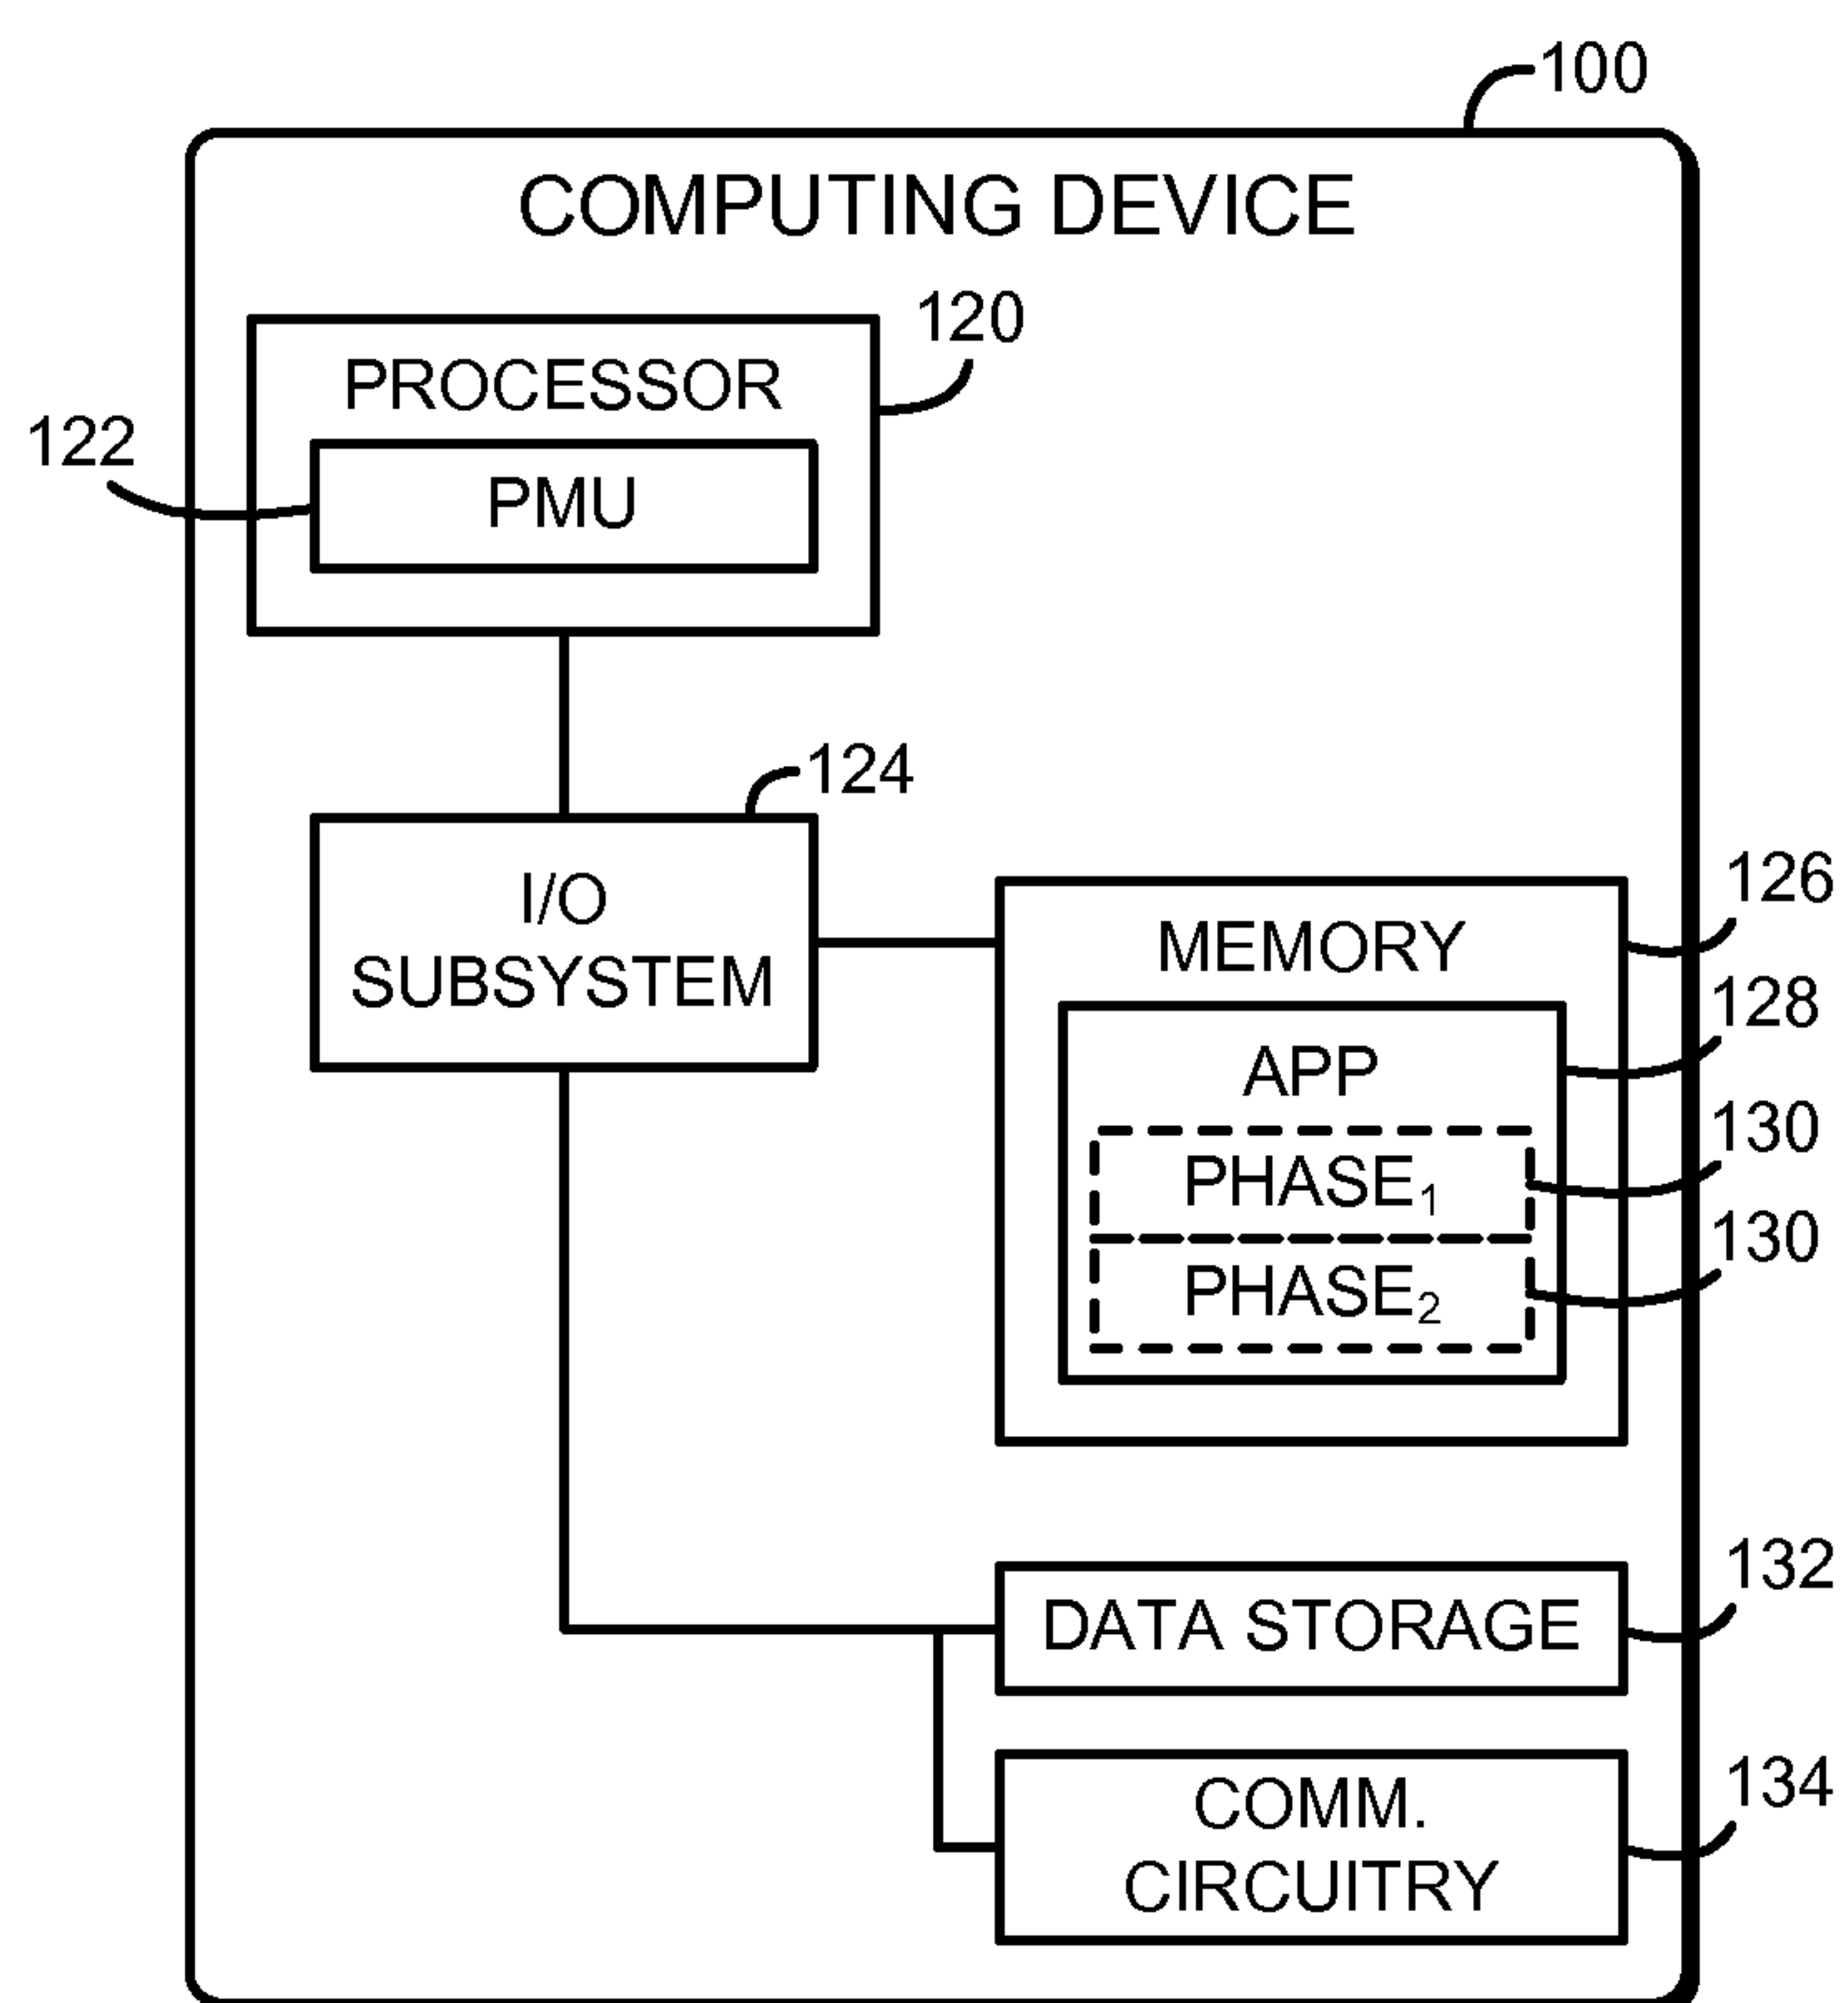 100
COMPUTING DEVICE
120
PROCESSOR
122
PMU
124
I/O
SUBSYSTEM
126
MEMORY
128
APP
130
PHASE₁
130
PHASE₂
132
DATA STORAGE
134
COMM.
CIRCUITRY